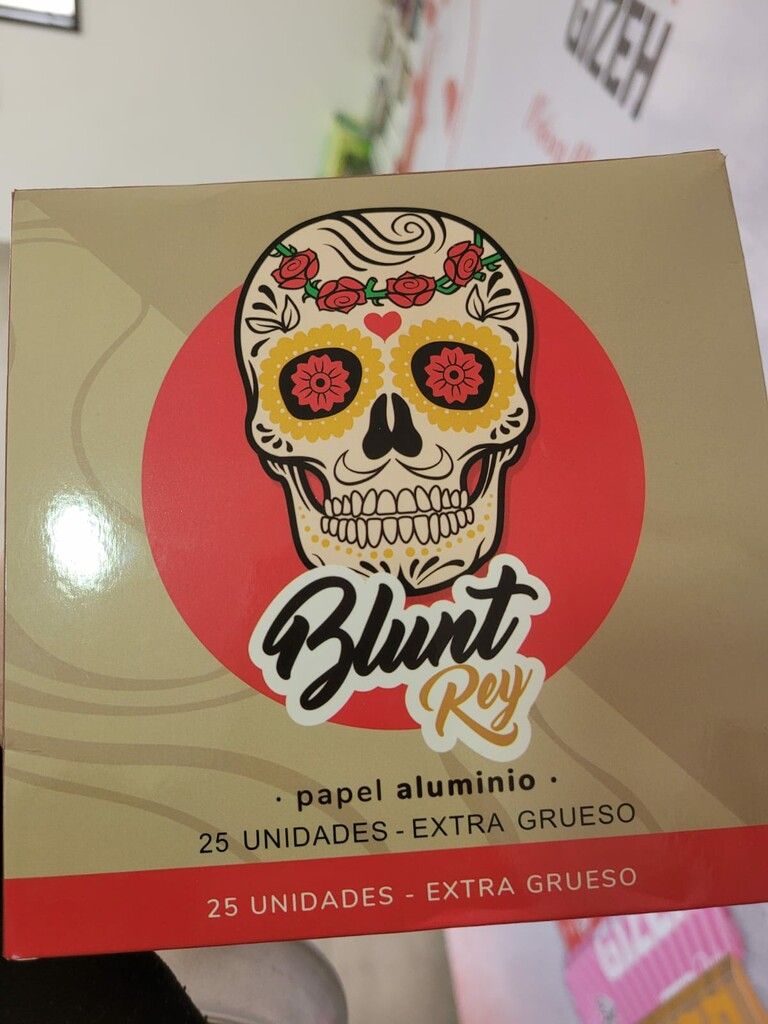 GIZEH
Blunt
Rey
· papel aluminio ·
25 UNIDADES - EXTRA GRUESO
25 UNIDADES - EXTRA GRUESO